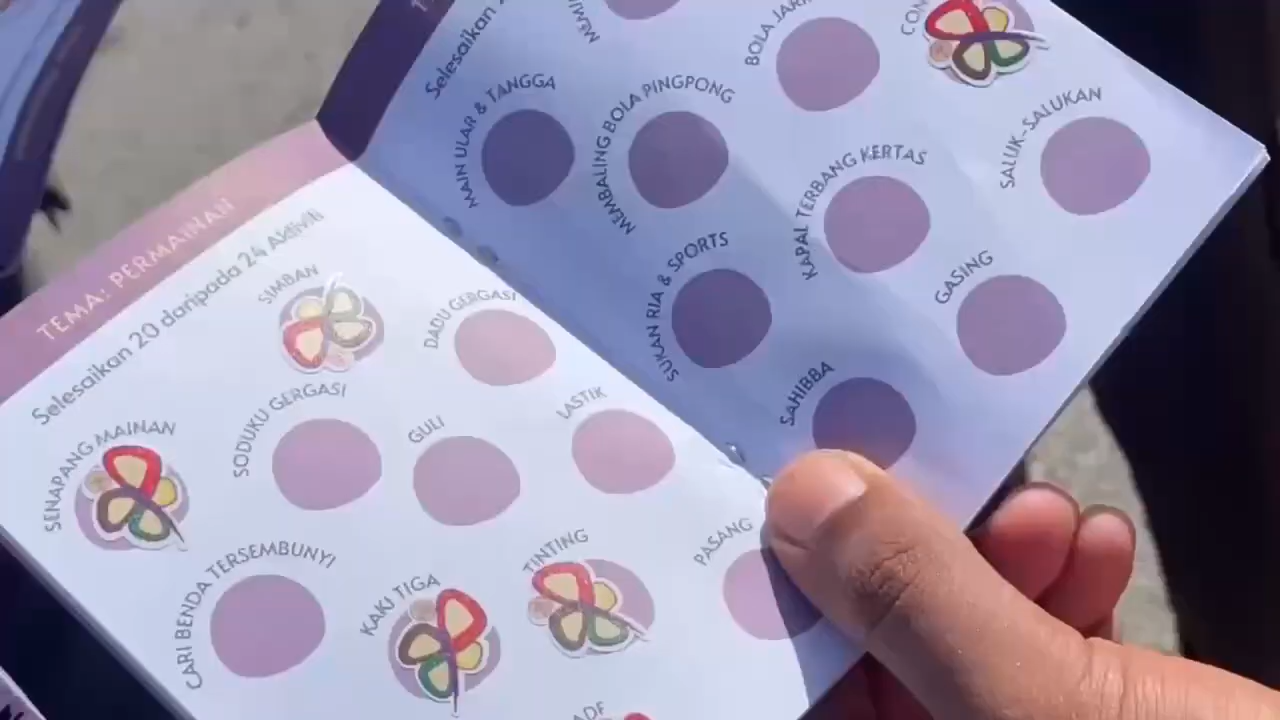 TEMA: PERMAINAN
Selesaikan 20 daripada 24 Aktiviti
SIMBAN
DADU GERGASI
SENAPANG MAINAN
SODUKU GERGASI
GULI
LASTIK
CARI BENDA TERSEMBUNYI
KAKI TIGA
TINTING
PASANG
Selesaikan
MAIN ULAR & TANGGA
MEMBALING BOLA PINGPONG
SUKAN RIA & SPORTS
KAPAL TERBANG KERTAS
SALUK-SALUKAN
SAHIBBA
GASING